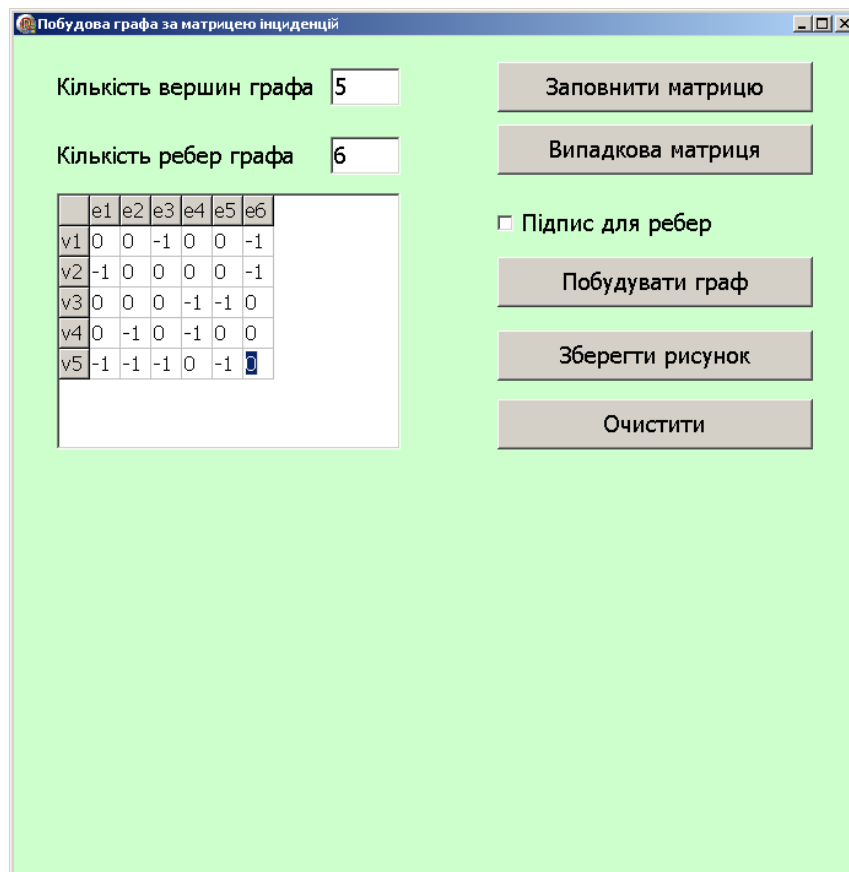 Побудова графа за матрицею інциденцій
Кількість вершин графа 5
Заповнити матрицю
Кількість ребер графа 6
Випадкова матриця
e1 e2 e3 e4 e5 e6
v1 0 0 -1 0 0 -1
v2 -1 0 0 0 0 -1
v3 0 0 0 -1 -1 0
v4 0 -1 0 -1 0 0
v5 -1 -1 -1 0 -1 0
Підпис для ребер
Побудувати граф
Зберегти рисунок
Очистити